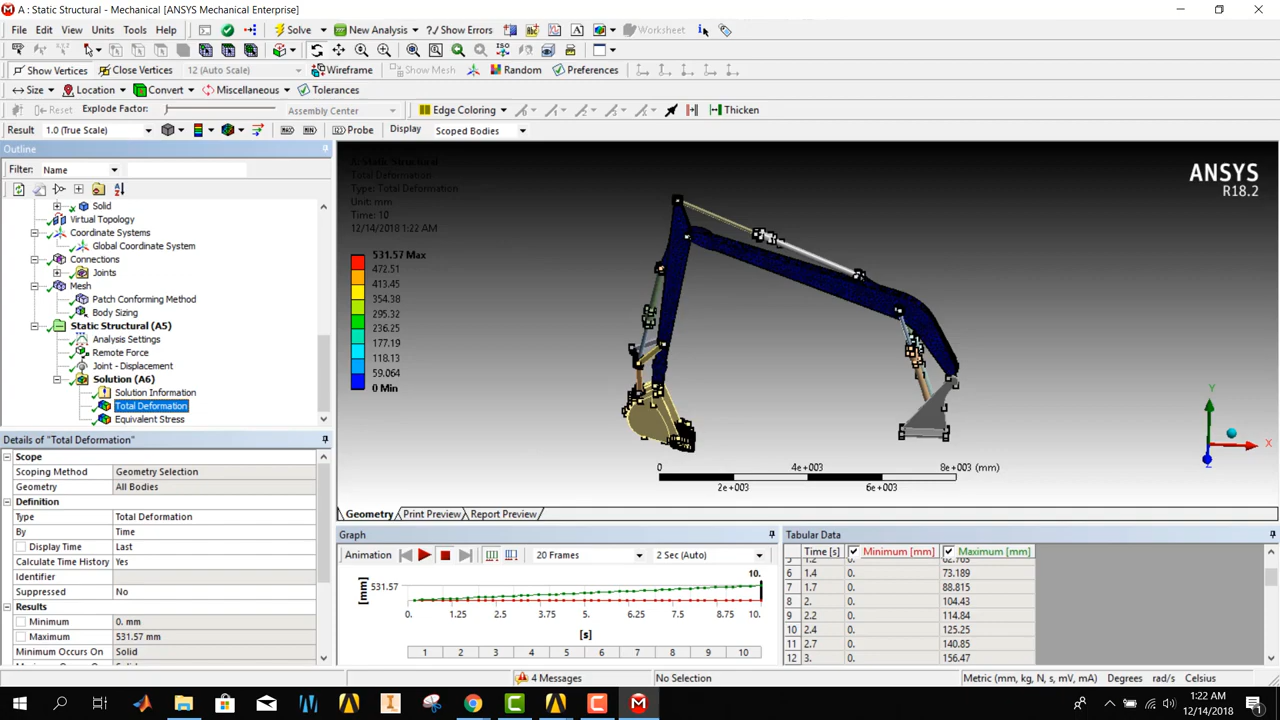 A : Static Structural - Mechanical [ANSYS Mechanical Enterprise]
File Edit View Units Tools Help Solve New Analysis Show Errors Worksheet
Show Vertices Close Vertices 12 (Auto Scale) Wireframe Show Mesh Random Preferences
Size Location Convert Miscellaneous Tolerances
Reset Explode Factor: Assembly Center Edge Coloring Thicken
Result 1.0 (True Scale) MAX MIN Probe Display Scoped Bodies
Outline
Filter: Name
Solid
Virtual Topology
Coordinate Systems
Global Coordinate System
Connections
Joints
Mesh
Patch Conforming Method
Body Sizing
Static Structural (A5)
Analysis Settings
Remote Force
Joint - Displacement
Solution (A6)
Solution Information
Total Deformation
Equivalent Stress
Details of "Total Deformation"
Scope
Scoping Method Geometry Selection
Geometry All Bodies
Definition
Type Total Deformation
By Time
Display Time Last
Calculate Time History Yes
Identifier
Suppressed No
Results
Minimum 0. mm
Maximum 531.57 mm
Minimum Occurs On Solid
A: Static Structural
Total Deformation
Type: Total Deformation
Unit: mm
Time: 10
12/14/2018 1:22 AM
531.57 Max
472.51
413.45
354.38
295.32
236.25
177.19
118.13
59.064
0 Min
ANSYS
R18.2
Y
X
Z
0 4e+003 8e+003 (mm)
2e+003 6e+003
Geometry Print Preview Report Preview
Graph
Animation 20 Frames 2 Sec (Auto)
10.
531.57
[mm]
0. 1.25 2.5 3.75 5. 6.25 7.5 8.75 10.
[s]
1 2 3 4 5 6 7 8 9 10
Tabular Data
Time [s] Minimum [mm] Maximum [mm]
5 1.2 0. 62.765
6 1.4 0. 73.189
7 1.7 0. 88.815
8 2. 0. 104.43
9 2.2 0. 114.84
10 2.4 0. 125.25
11 2.7 0. 140.85
12 3. 0. 156.47
4 Messages No Selection Metric (mm, kg, N, s, mV, mA) Degrees rad/s Celsius
1:22 AM
12/14/2018